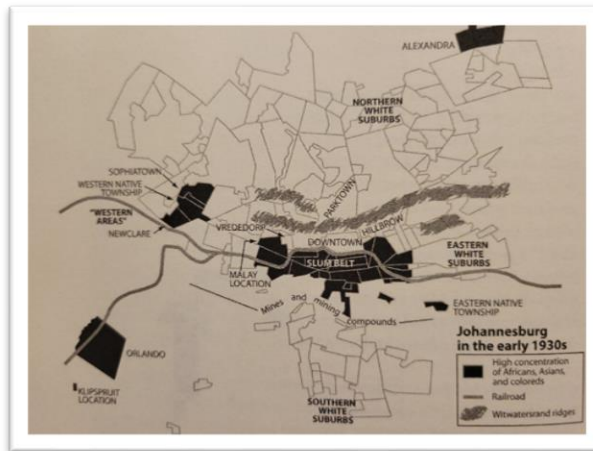 ALEXANDRA
NORTHERN
WHITE
SUBURBS
SOPHIATOWN
WESTERN NATIVE
TOWNSHIP
"WESTERN
AREAS"
NEWCLARE
VREDEDORP
PARKTOWN
HILLBROW
DOWNTOWN
SLUM BELT
MALAY
LOCATION
EASTERN
WHITE
SUBURBS
Mines and mining
compounds
EASTERN NATIVE
TOWNSHIP
ORLANDO
KLIPSPRUIT
LOCATION
SOUTHERN
WHITE
SUBURBS
Johannesburg
in the early 1930s
High concentration
of Africans, Asians,
and coloreds
Railroad
Witwatersrand ridges